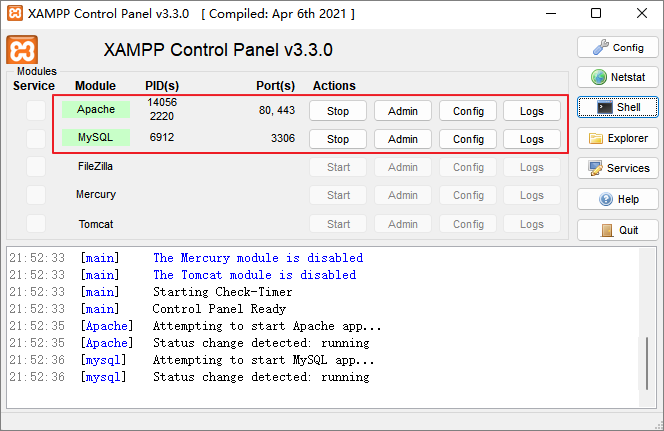 XAMPP Control Panel v3.3.0 [ Compiled: Apr 6th 2021 ]
XAMPP Control Panel v3.3.0
Config
Modules
Service Module PID(s) Port(s) Actions
Netstat
Apache 14056 2220 80, 443 Stop Admin Config Logs
Shell
MySQL 6912 3306 Stop Admin Config Logs
Explorer
FileZilla Start Admin Config Logs
Services
Mercury Start Admin Config Logs
Help
Tomcat Start Admin Config Logs
Quit
21:52:33 [main] The Mercury module is disabled
21:52:33 [main] The Tomcat module is disabled
21:52:33 [main] Starting Check-Timer
21:52:33 [main] Control Panel Ready
21:52:35 [Apache] Attempting to start Apache app...
21:52:35 [Apache] Status change detected: running
21:52:36 [mysql] Attempting to start MySQL app...
21:52:36 [mysql] Status change detected: running